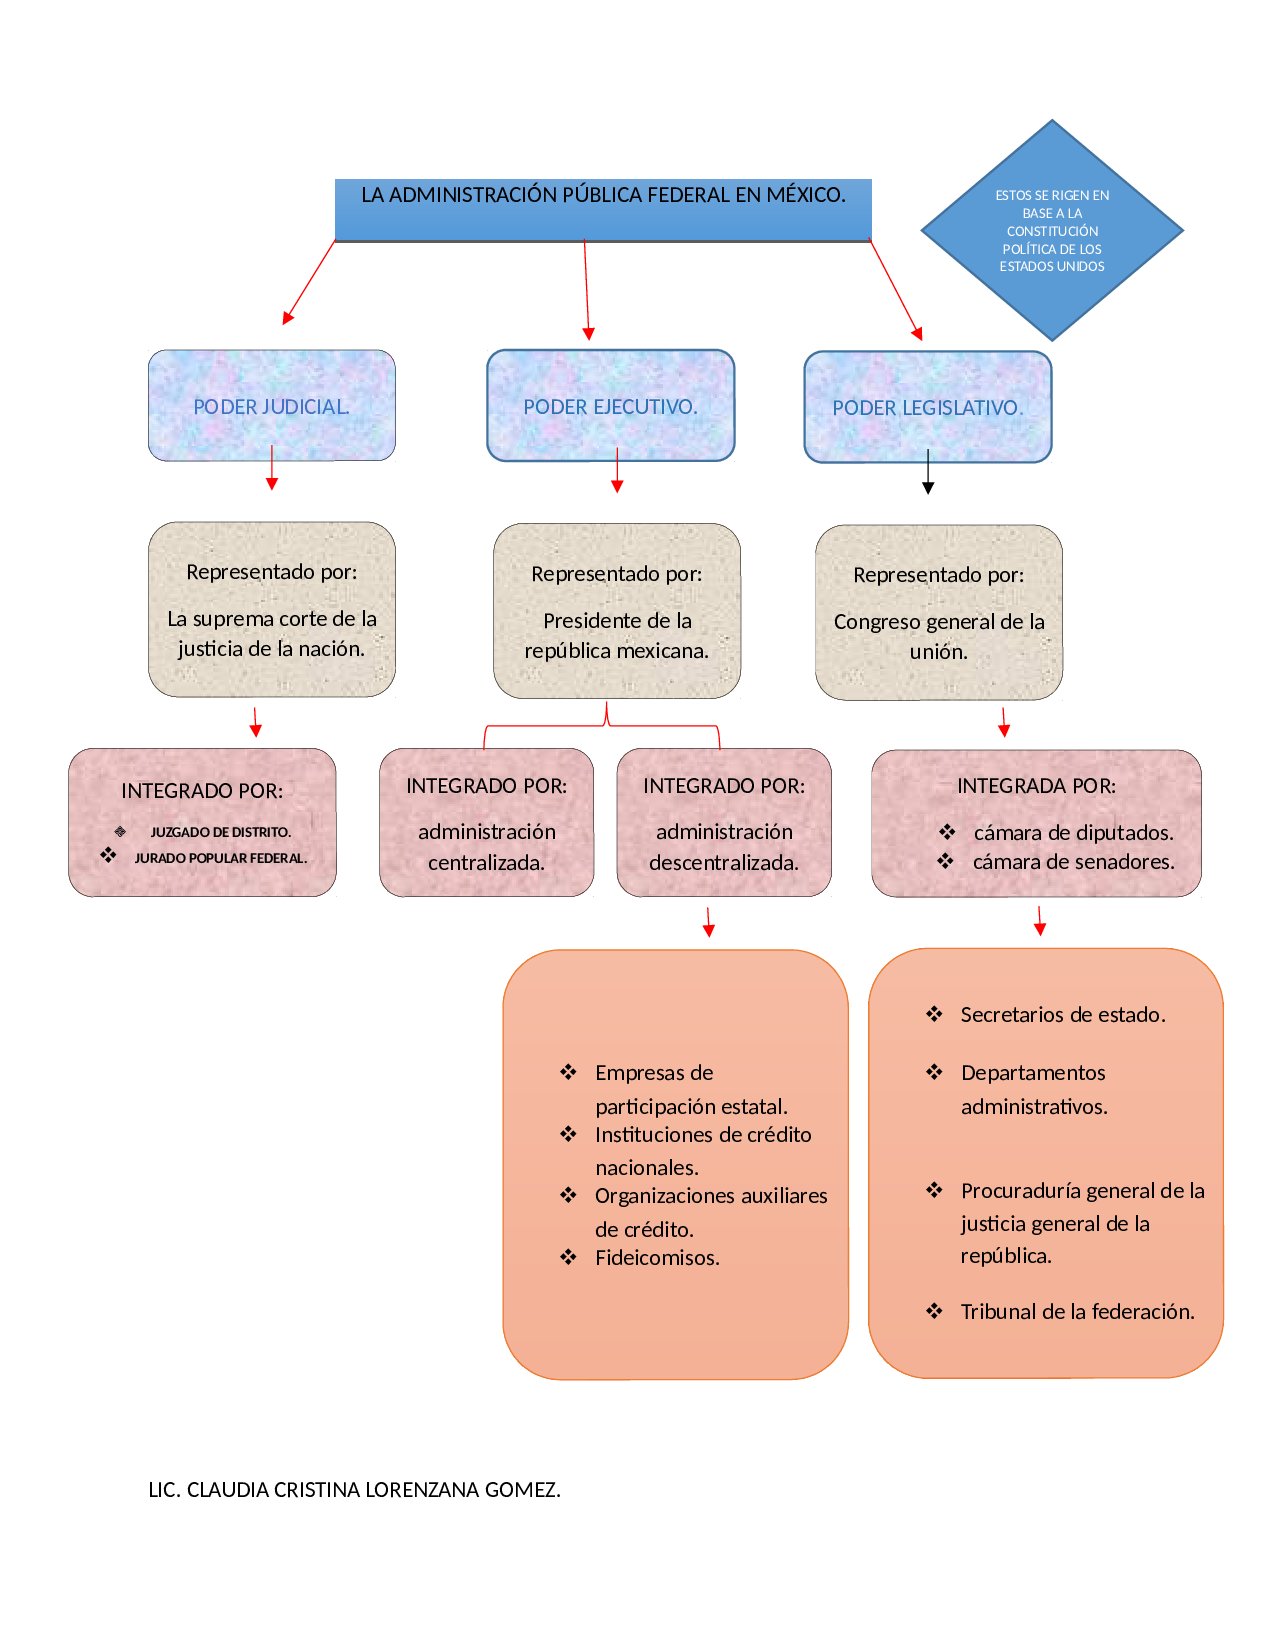 LA ADMINISTRACIÓN PÚBLICA FEDERAL EN MÉXICO.
ESTOS SE RIGEN EN
BASE A LA
CONSTITUCIÓN
POLÍTICA DE LOS
ESTADOS UNIDOS
PODER JUDICIAL.
PODER EJECUTIVO.
PODER LEGISLATIVO.
Representado por:
La suprema corte de la
justicia de la nación.
Representado por:
Presidente de la
república mexicana.
Representado por:
Congreso general de la
unión.
INTEGRADO POR:
JUZGADO DE DISTRITO.
JURADO POPULAR FEDERAL.
INTEGRADO POR:
administración
centralizada.
INTEGRADO POR:
administración
descentralizada.
INTEGRADA POR:
cámara de diputados.
cámara de senadores.
Empresas de
participación estatal.
Instituciones de crédito
nacionales.
Organizaciones auxiliares
de crédito.
Fideicomisos.
Secretarios de estado.
Departamentos
administrativos.
Procuraduría general de la
justicia general de la
república.
Tribunal de la federación.
LIC. CLAUDIA CRISTINA LORENZANA GOMEZ.